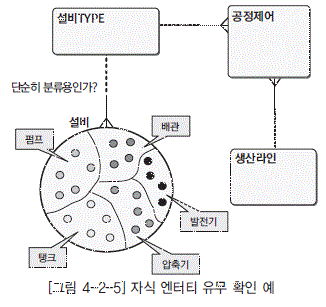 설비TYPE
공정제어
단순히 분류용인가?
설비
배관
펌프
생산라인
발전기
탱크
압축기
[그림 4-2-5] 자식 엔터티 유무 확인 예